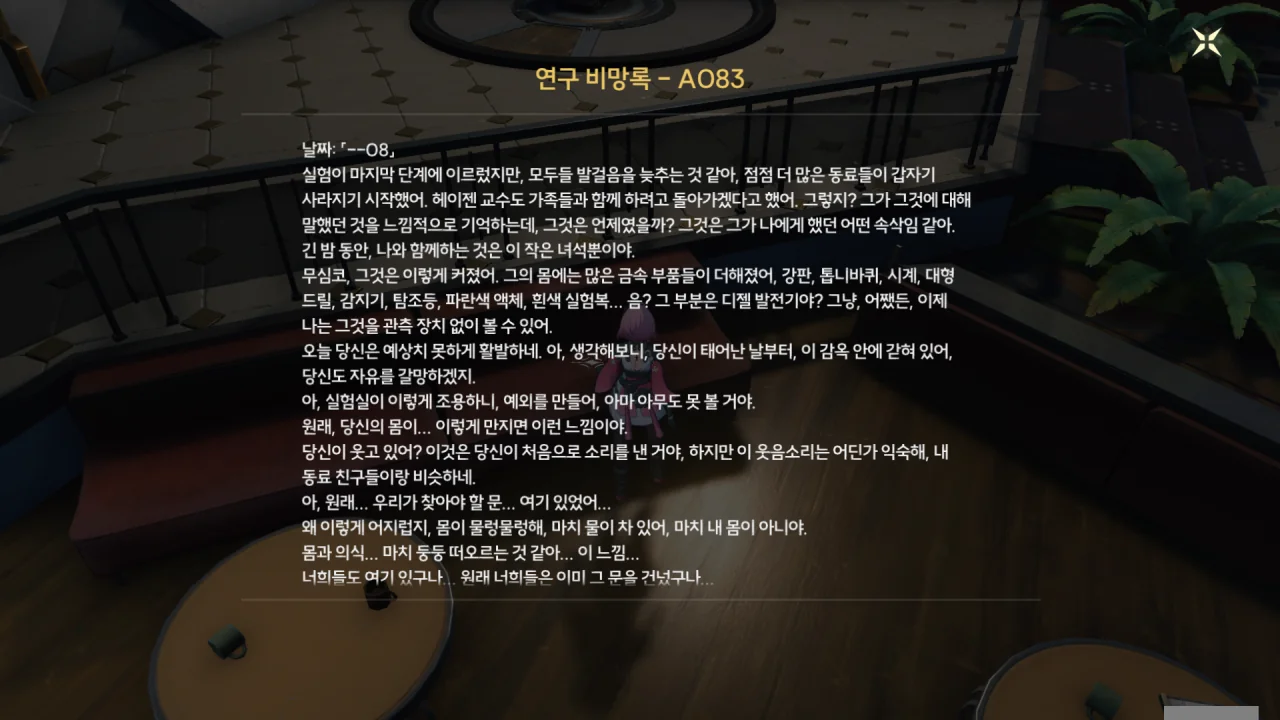 연구 비망록 - A083
날짜: 「--08」
실험이 마지막 단계에 이르렀지만, 모두들 발걸음을 늦추는 것 같아, 점점 더 많은 동료들이 갑자기
사라지기 시작했어. 헤이젠 교수도 가족들과 함께 하려고 돌아가겠다고 했어. 그렇지? 그가 그것에 대해
말했던 것을 느낌적으로 기억하는데, 그것은 언제였을까? 그것은 그가 나에게 했던 어떤 속삭임 같아.
긴 밤 동안, 나와 함께하는 것은 이 작은 녀석뿐이야.
무심코, 그것은 이렇게 커졌어. 그의 몸에는 많은 금속 부품들이 더해졌어, 강판, 톱니바퀴, 시계, 대형
드릴, 감지기, 탐조등, 파란색 액체, 흰색 실험복... 음? 그 부분은 디젤 발전기야? 그냥, 어쨌든, 이제
나는 그것을 관측 장치 없이 볼 수 있어.
오늘 당신은 예상치 못하게 활발하네. 아, 생각해보니, 당신이 태어난 날부터, 이 감옥 안에 갇혀 있어,
당신도 자유를 갈망하겠지.
아, 실험실이 이렇게 조용하니, 예외를 만들어, 아마 아무도 못 볼 거야.
원래, 당신의 몸이... 이렇게 만지면 이런 느낌이야.
당신이 웃고 있어? 이것은 당신이 처음으로 소리를 낸 거야, 하지만 이 웃음소리는 어딘가 익숙해, 내
동료 친구들이랑 비슷하네.
아, 원래... 우리가 찾아야 할 문... 여기 있었어...
왜 이렇게 어지럽지, 몸이 물렁물렁해, 마치 물이 차 있어, 마치 내 몸이 아니야.
몸과 의식... 마치 둥둥 떠오르는 것 같아... 이 느낌...
너희들도 여기 있구나... 원래 너희들은 이미 그 문을 건넜구나...